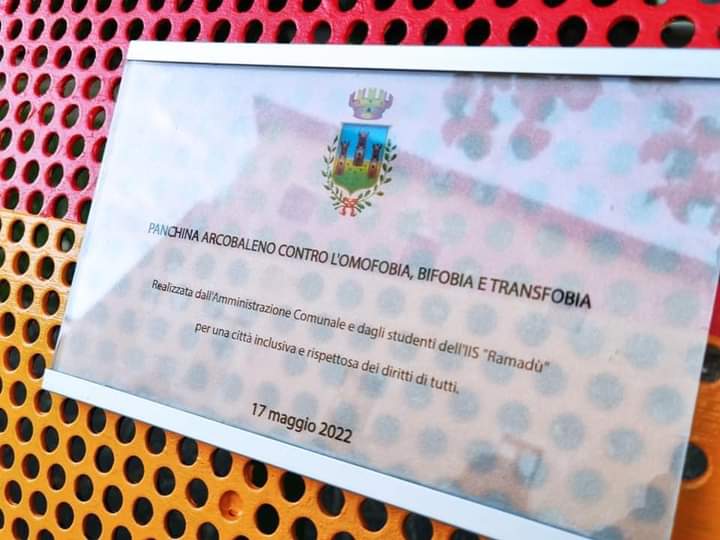 PANCHINA ARCOBALENO CONTRO L'OMOFOBIA, BIFOBIA E TRANSFOBIA
Realizzata dall'Amministrazione Comunale e dagli studenti dell'IIS "Ramadù"
per una città inclusiva e rispettosa dei diritti di tutti.
17 maggio 2022